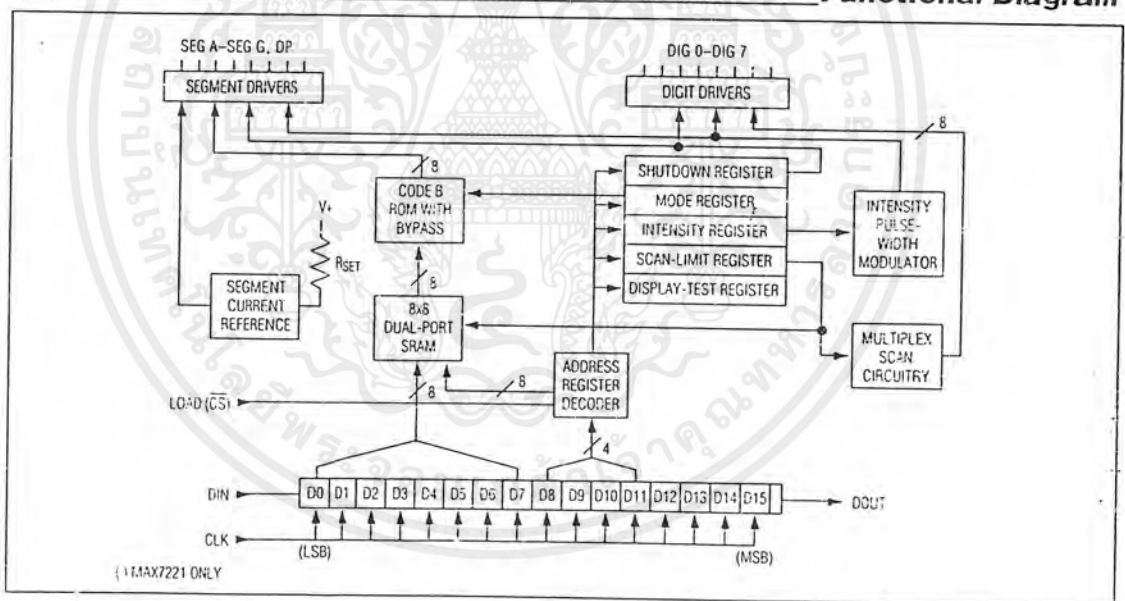 Functional Diagram
SEG A–SEG G, DP
SEGMENT DRIVERS
DIG 0–DIG 7
DIGIT DRIVERS
8
8
CODE B
ROM WITH
BYPASS
SHUTDOWN REGISTER
MODE REGISTER
INTENSITY REGISTER
SCAN-LIMIT REGISTER
DISPLAY-TEST REGISTER
INTENSITY
PULSE-
WIDTH
MODULATOR
V+
RSET
SEGMENT
CURRENT
REFERENCE
8
8x8
DUAL-PORT
SRAM
MULTIPLEX
SCAN
CIRCUITRY
ADDRESS
REGISTER
DECODER
8
8
LOAD (CS)
4
DIN
D0 D1 D2 D3 D4 D5 D6 D7 D8 D9 D10 D11 D12 D13 D14 D15
DOUT
CLK
(LSB)
(MSB)
( ) MAX7221 ONLY